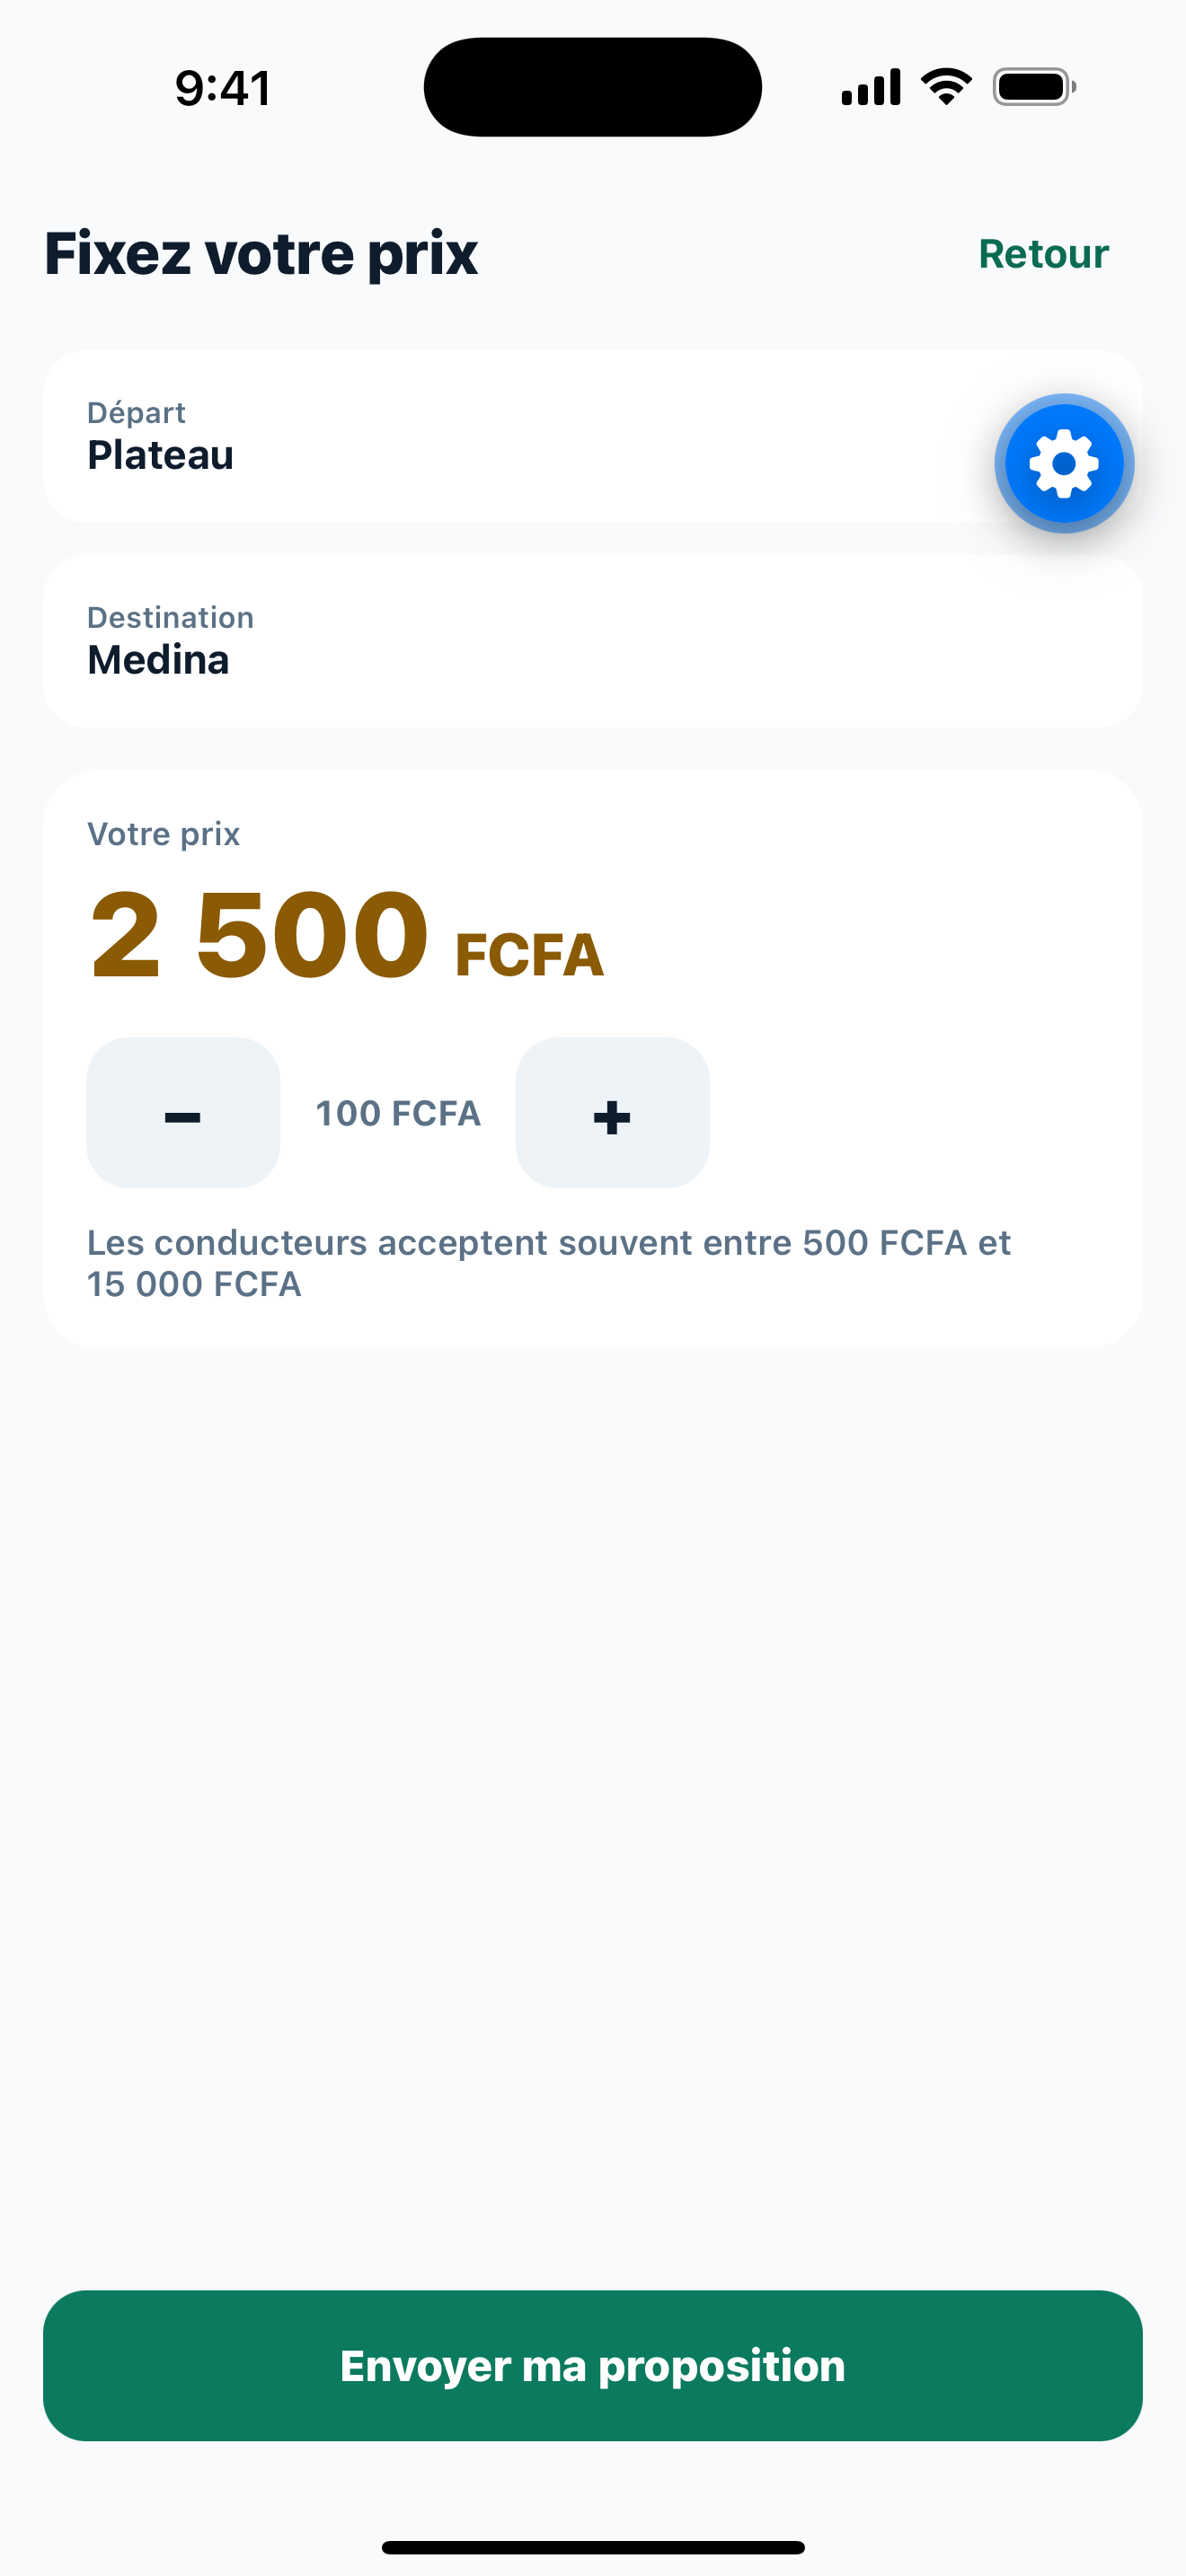 9:41
Fixez votre prix
Retour
Départ
Plateau
Destination
Medina
Votre prix
2 500 FCFA
− 100 FCFA +
Les conducteurs acceptent souvent entre 500 FCFA et
15 000 FCFA
Envoyer ma proposition